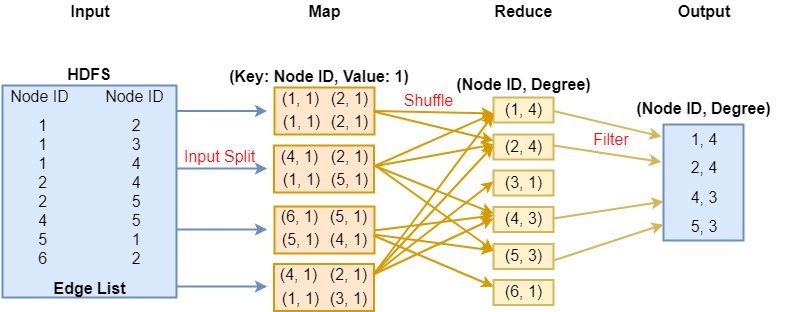 Input
Map
Reduce
Output
HDFS
Node ID Node ID
1 2
1 3
1 4
2 4
2 5
4 5
5 1
6 2
Edge List
Input Split
(Key: Node ID, Value: 1)
(1, 1) (2, 1)
(1, 1) (2, 1)
(4, 1) (2, 1)
(1, 1) (5, 1)
(6, 1) (5, 1)
(5, 1) (4, 1)
(4, 1) (2, 1)
(1, 1) (3, 1)
Shuffle
(Node ID, Degree)
(1, 4)
(2, 4)
(3, 1)
(4, 3)
(5, 3)
(6, 1)
Filter
(Node ID, Degree)
1, 4
2, 4
4, 3
5, 3